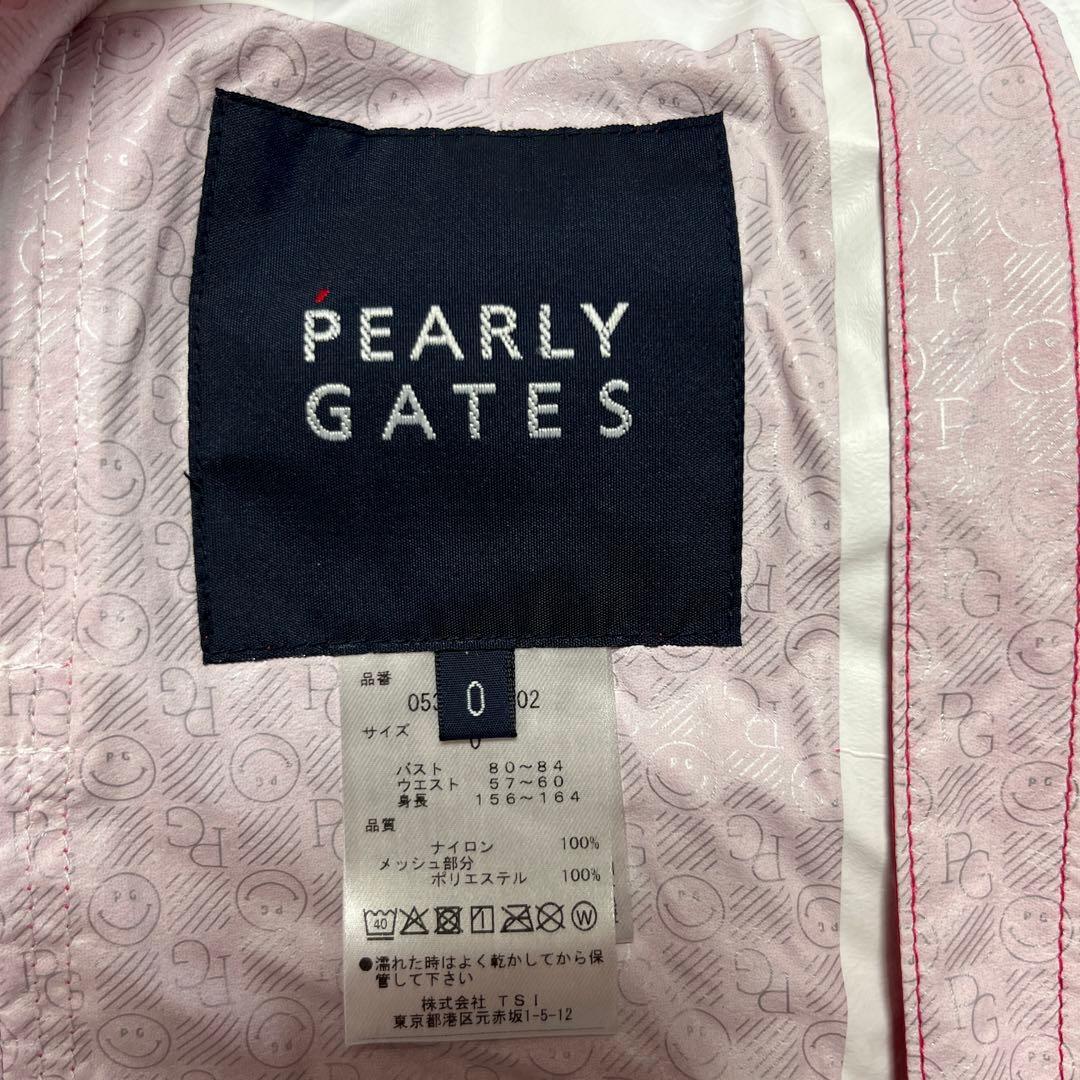 PEARLY
GATES
0
品番
053 02
サイズ
0
バスト 80～84
ウエスト 57～60
身長 156～164
品質
ナイロン 100%
メッシュ部分
ポリエステル 100%
40
W
●濡れた時はよく乾かしてから保
管して下さい
株式会社 TSI
東京都港区元赤坂1-5-12
PG